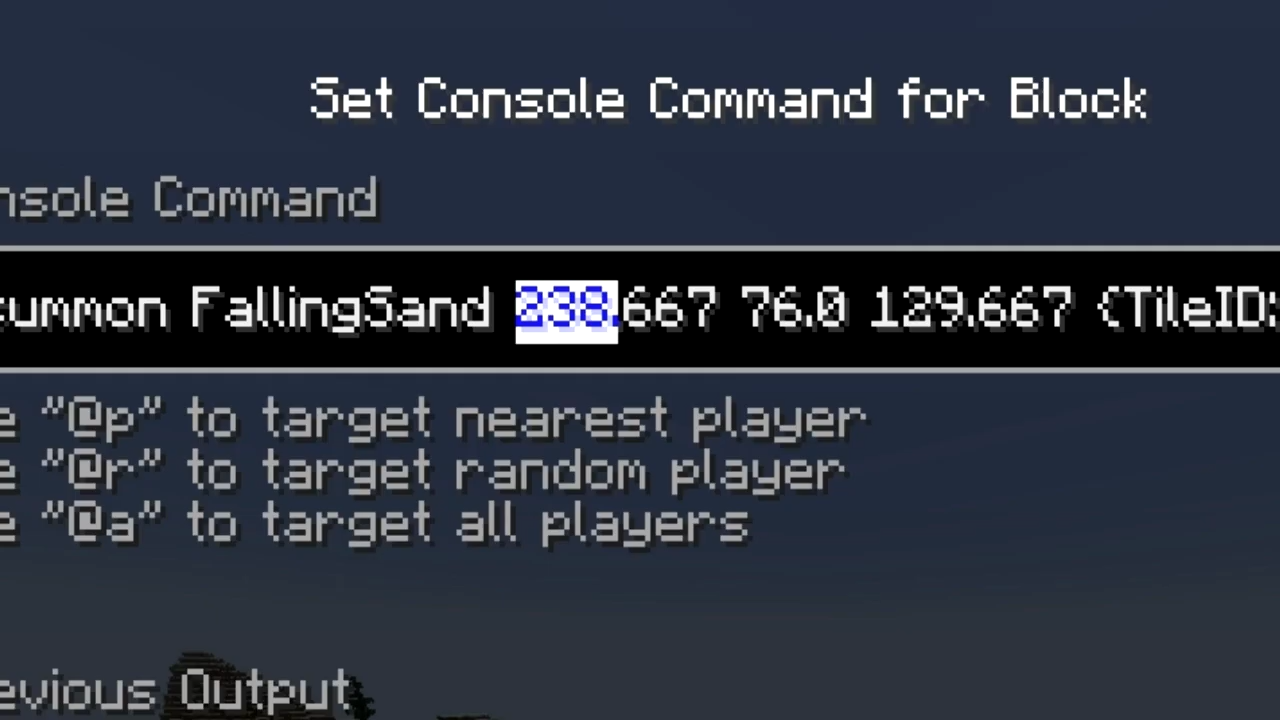 Set Console Command for Block
nsole Command
summon FallingSand 238.667 76.0 129.667 {TileID:
e "@p" to target nearest player
e "@r" to target random player
e "@a" to target all players
evious Output